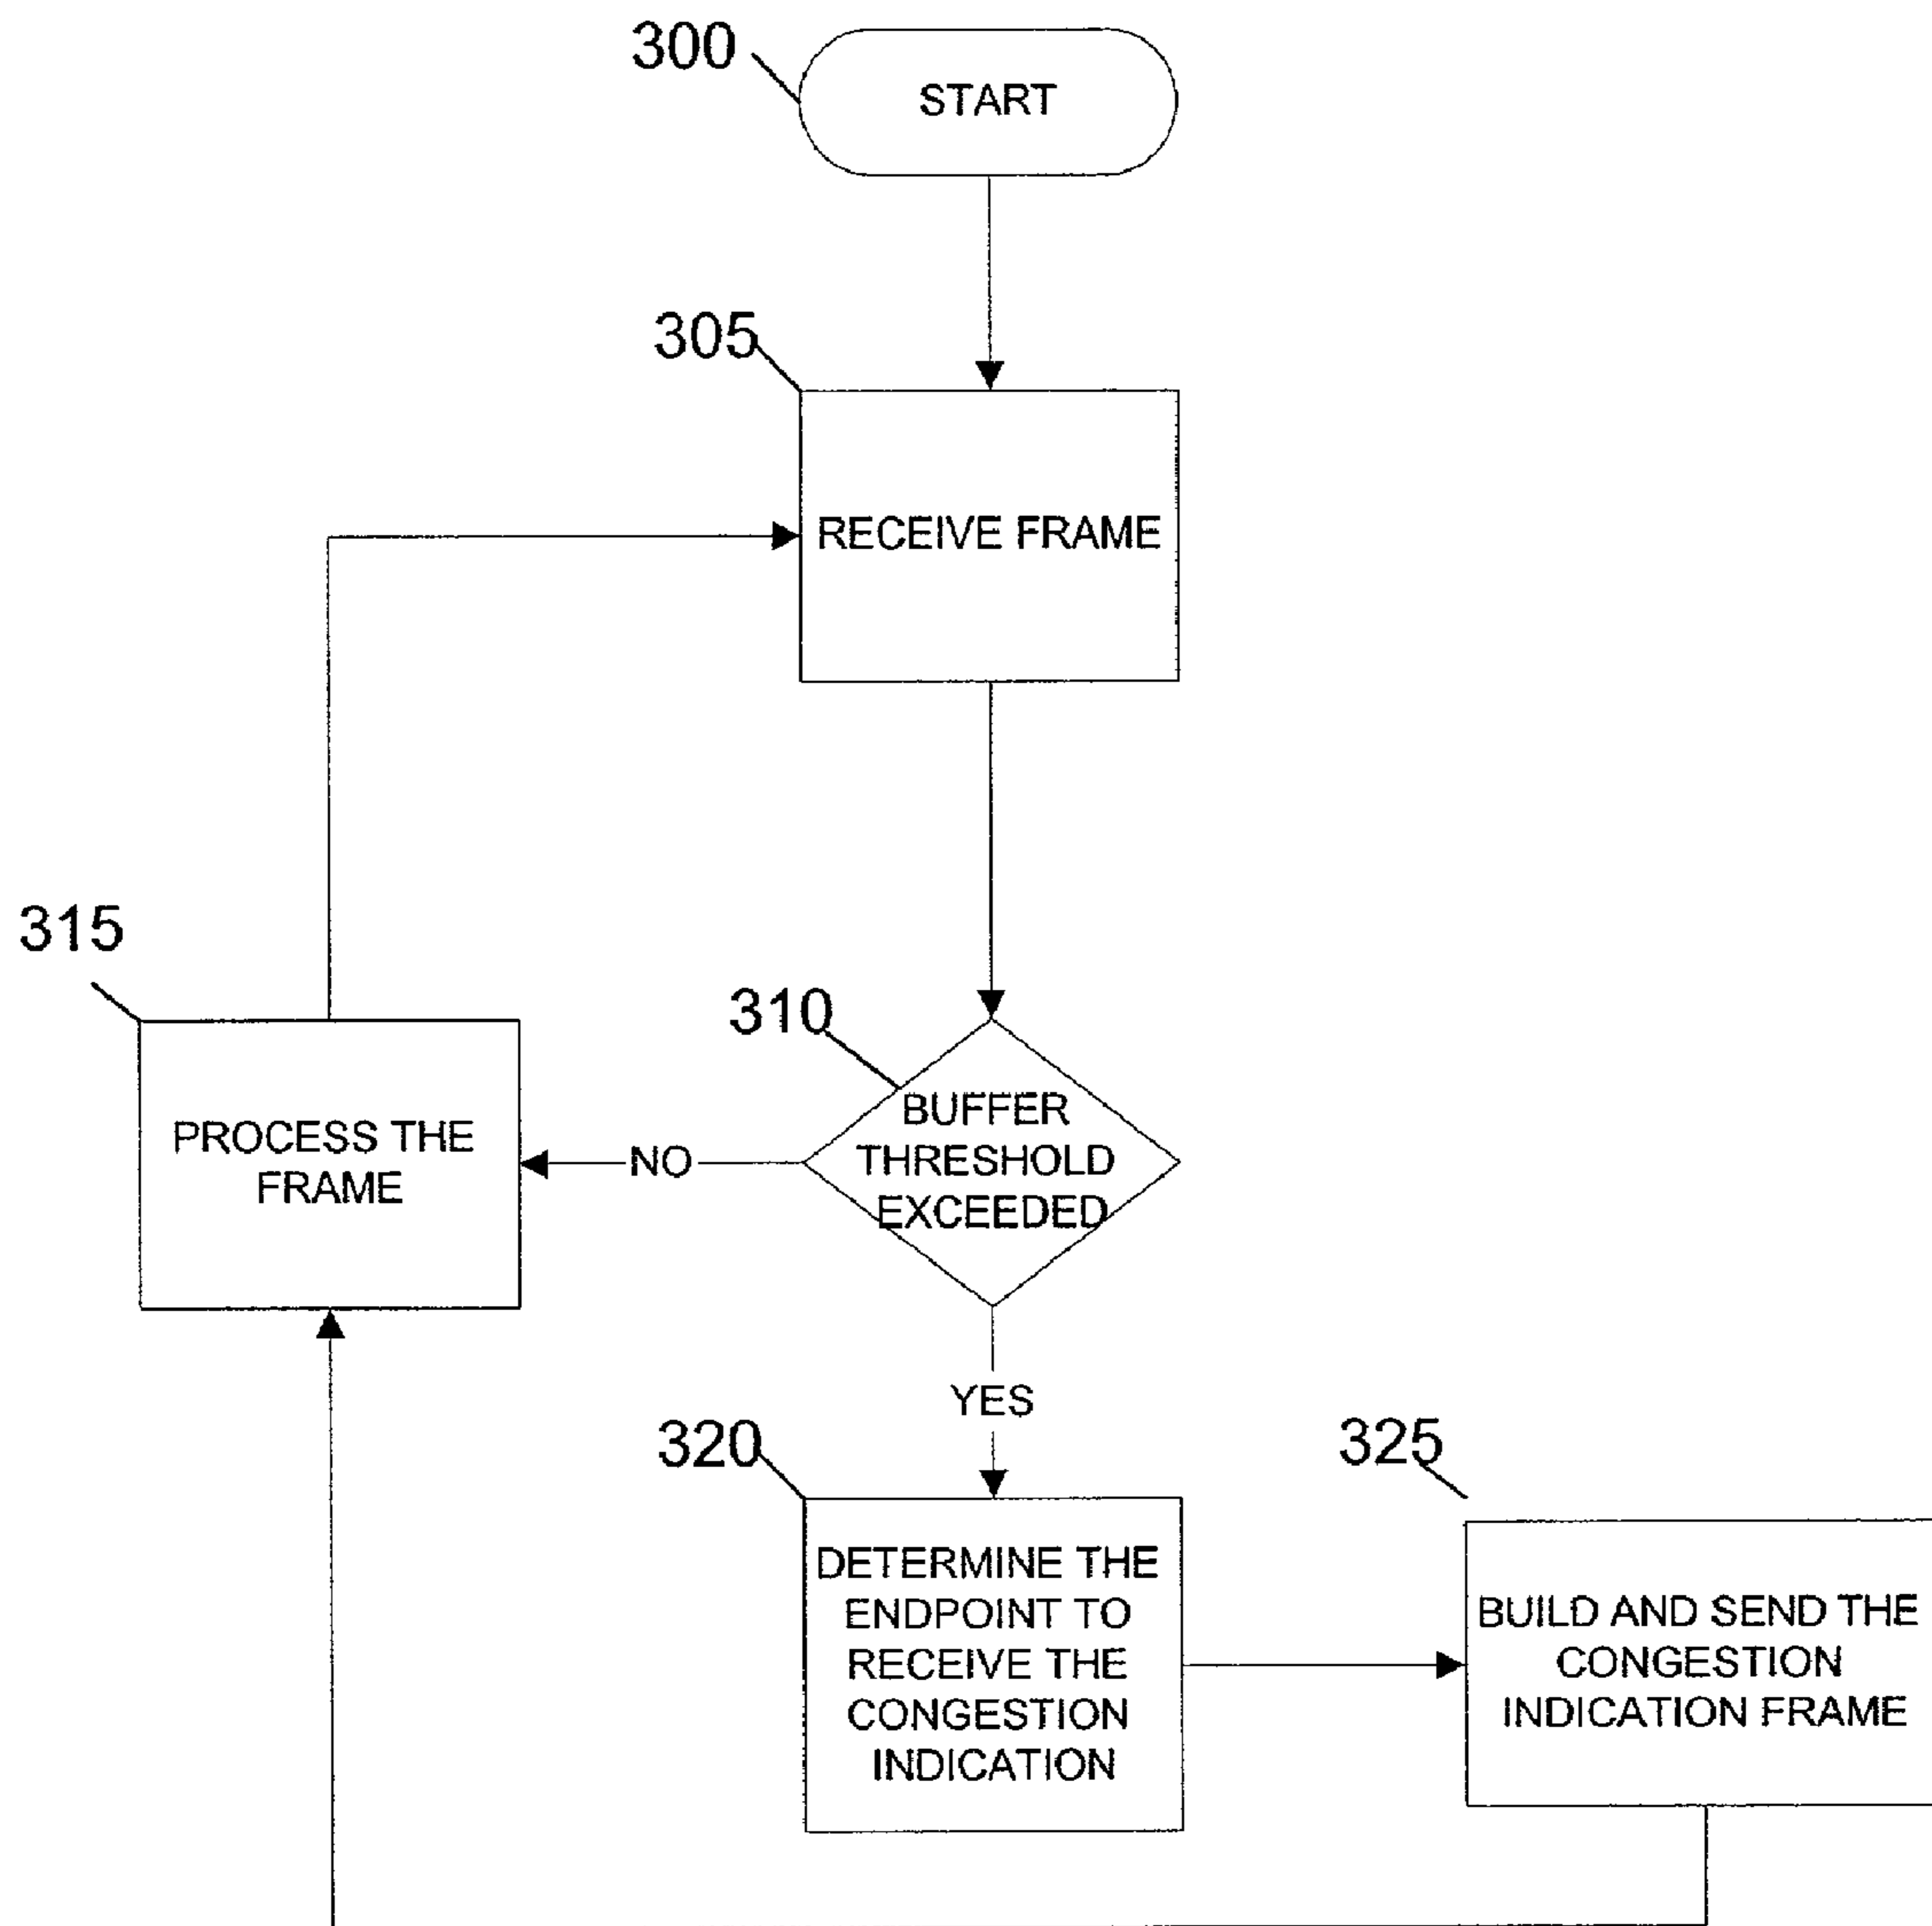 300
START
305
RECEIVE FRAME
315
PROCESS THE
FRAME
310
BUFFER
THRESHOLD
EXCEEDED
NO
YES
320
DETERMINE THE
ENDPOINT TO
RECEIVE THE
CONGESTION
INDICATION
325
BUILD AND SEND THE
CONGESTION
INDICATION FRAME